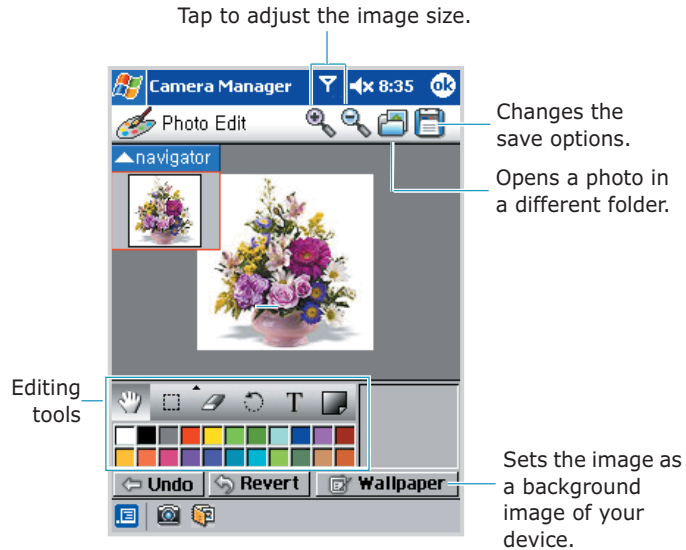 Tap to adjust the image size.
Camera Manager 8:35 ok
Photo Edit
Changes the
save options.
navigator
Opens a photo in
a different folder.
Editing
tools
T
Undo Revert Wallpaper
Sets the image as
a background
image of your
device.